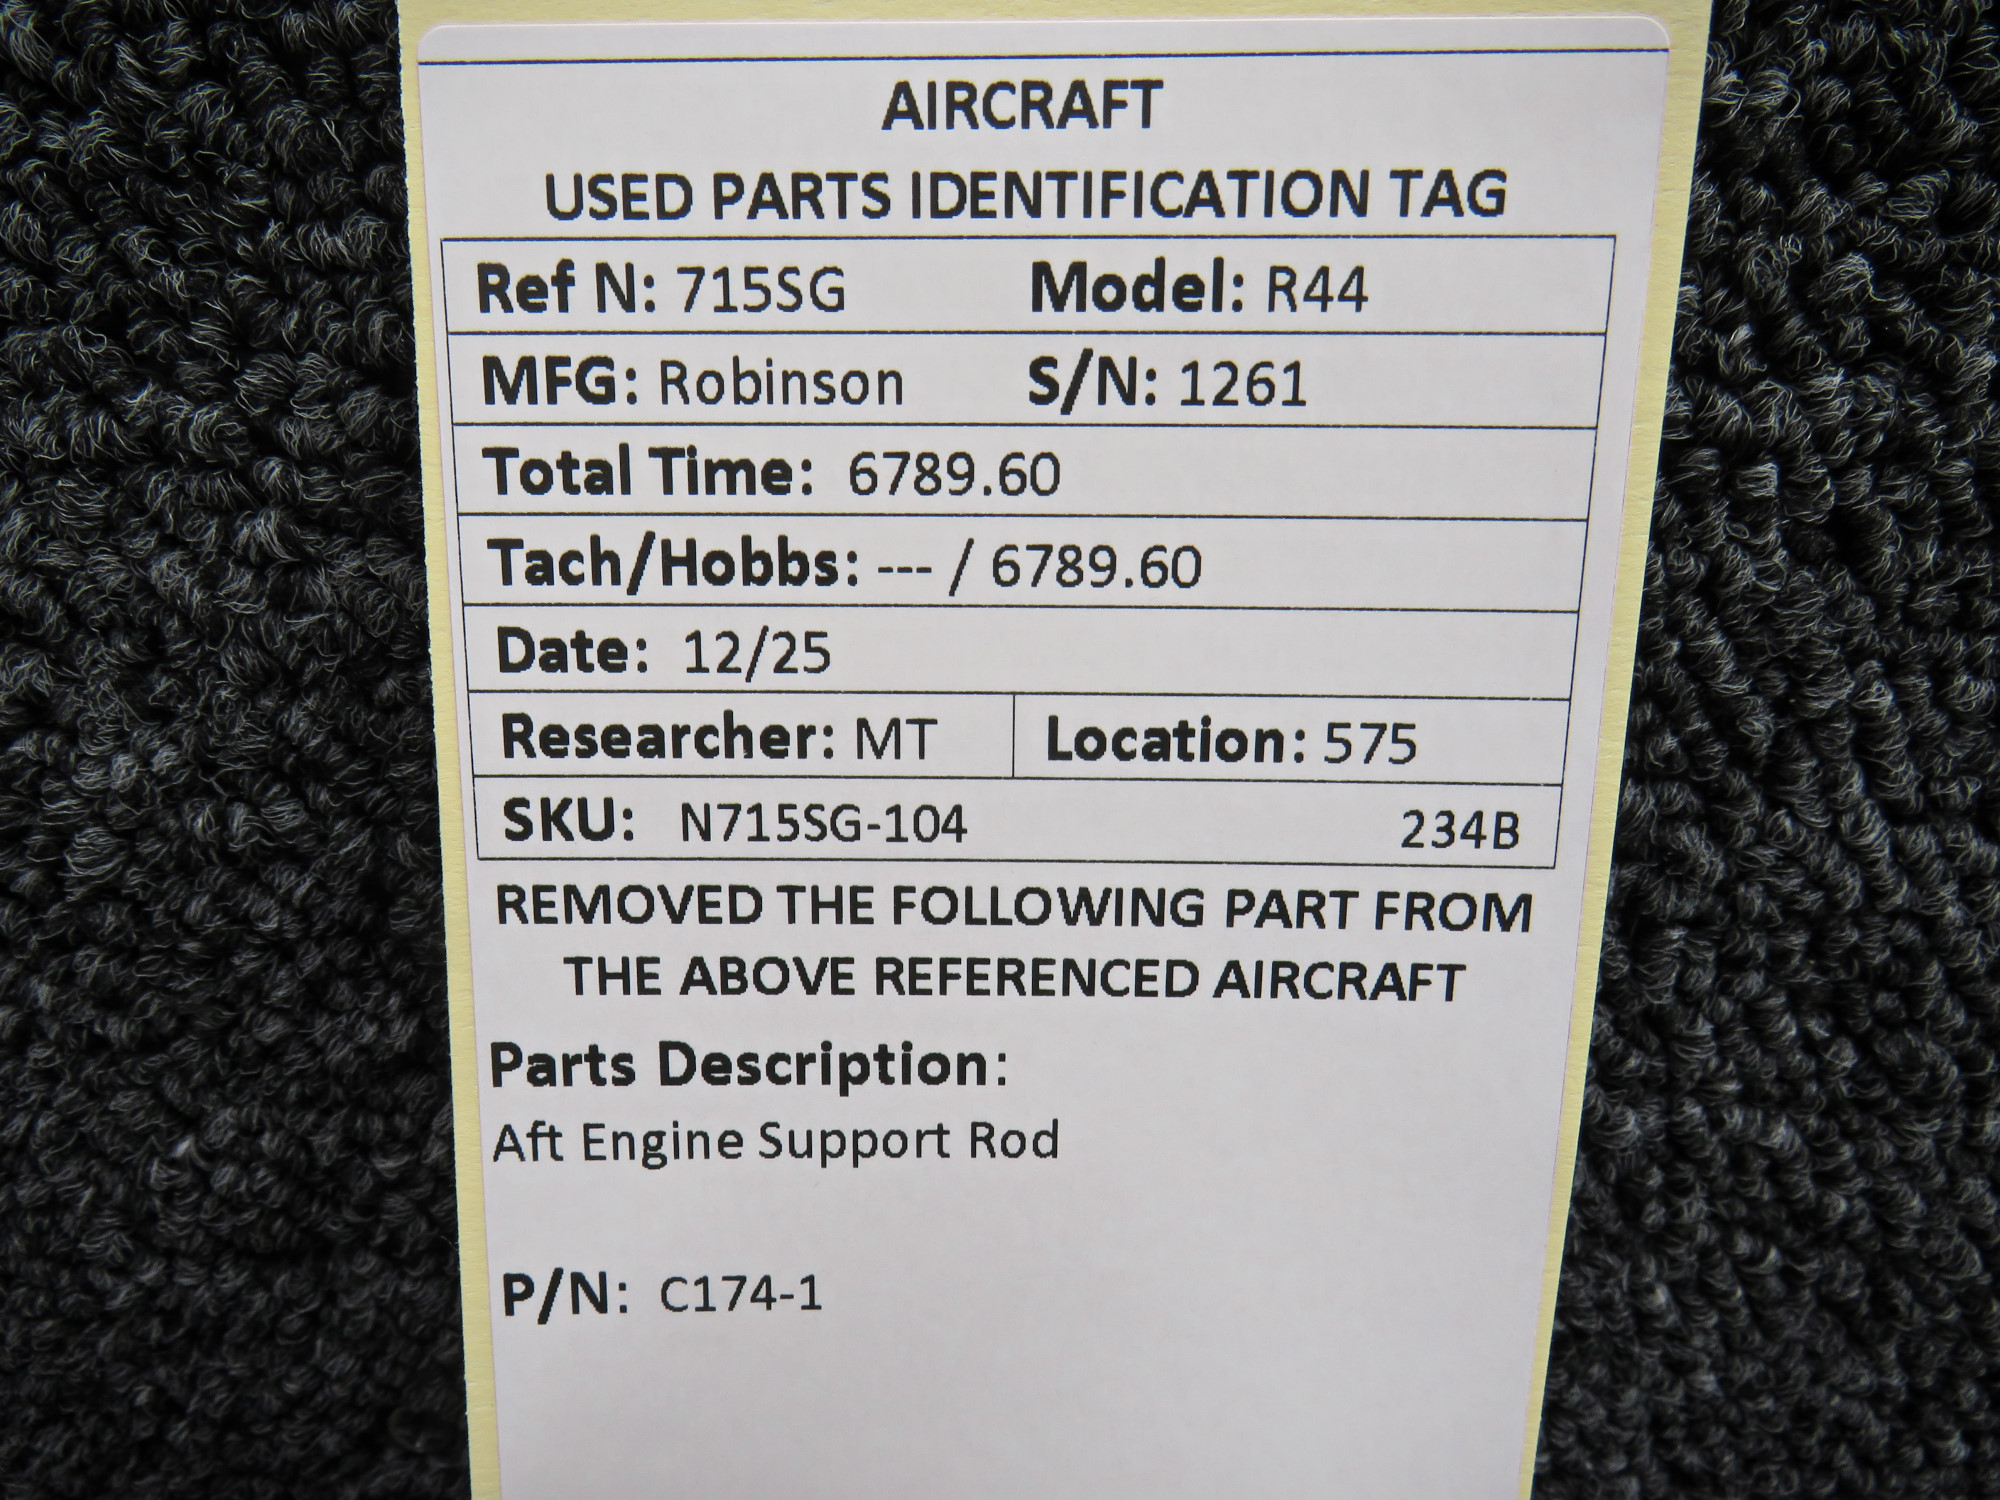 AIRCRAFT
USED PARTS IDENTIFICATION TAG
Ref N: 715SG Model: R44
MFG: Robinson S/N: 1261
Total Time: 6789.60
Tach/Hobbs: --- / 6789.60
Date: 12/25
Researcher: MT Location: 575
SKU: N715SG-104 234B
REMOVED THE FOLLOWING PART FROM
THE ABOVE REFERENCED AIRCRAFT
Parts Description:
Aft Engine Support Rod
P/N: C174-1